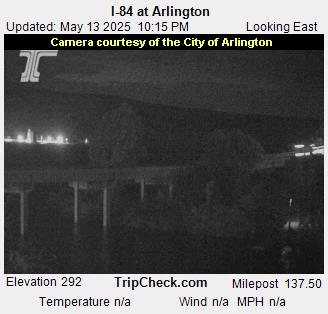 I-84 at Arlington
Updated: May 13 2025 10:15 PM Looking East
Camera courtesy of the City of Arlington
Elevation 292 TripCheck.com Milepost 137.50
Temperature n/a Wind n/a MPH n/a